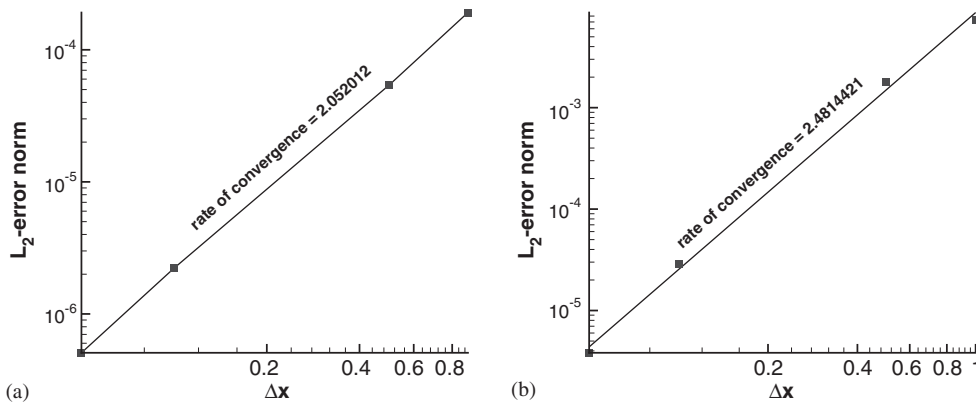 10⁻⁴
10⁻⁵
10⁻⁶
L₂-error norm
rate of convergence = 2.052012
0.2
0.4
0.6
0.8
Δx
(a)
10⁻³
10⁻⁴
10⁻⁵
L₂-error norm
rate of convergence = 2.4814421
0.2
0.4
0.6
0.8
1
Δx
(b)